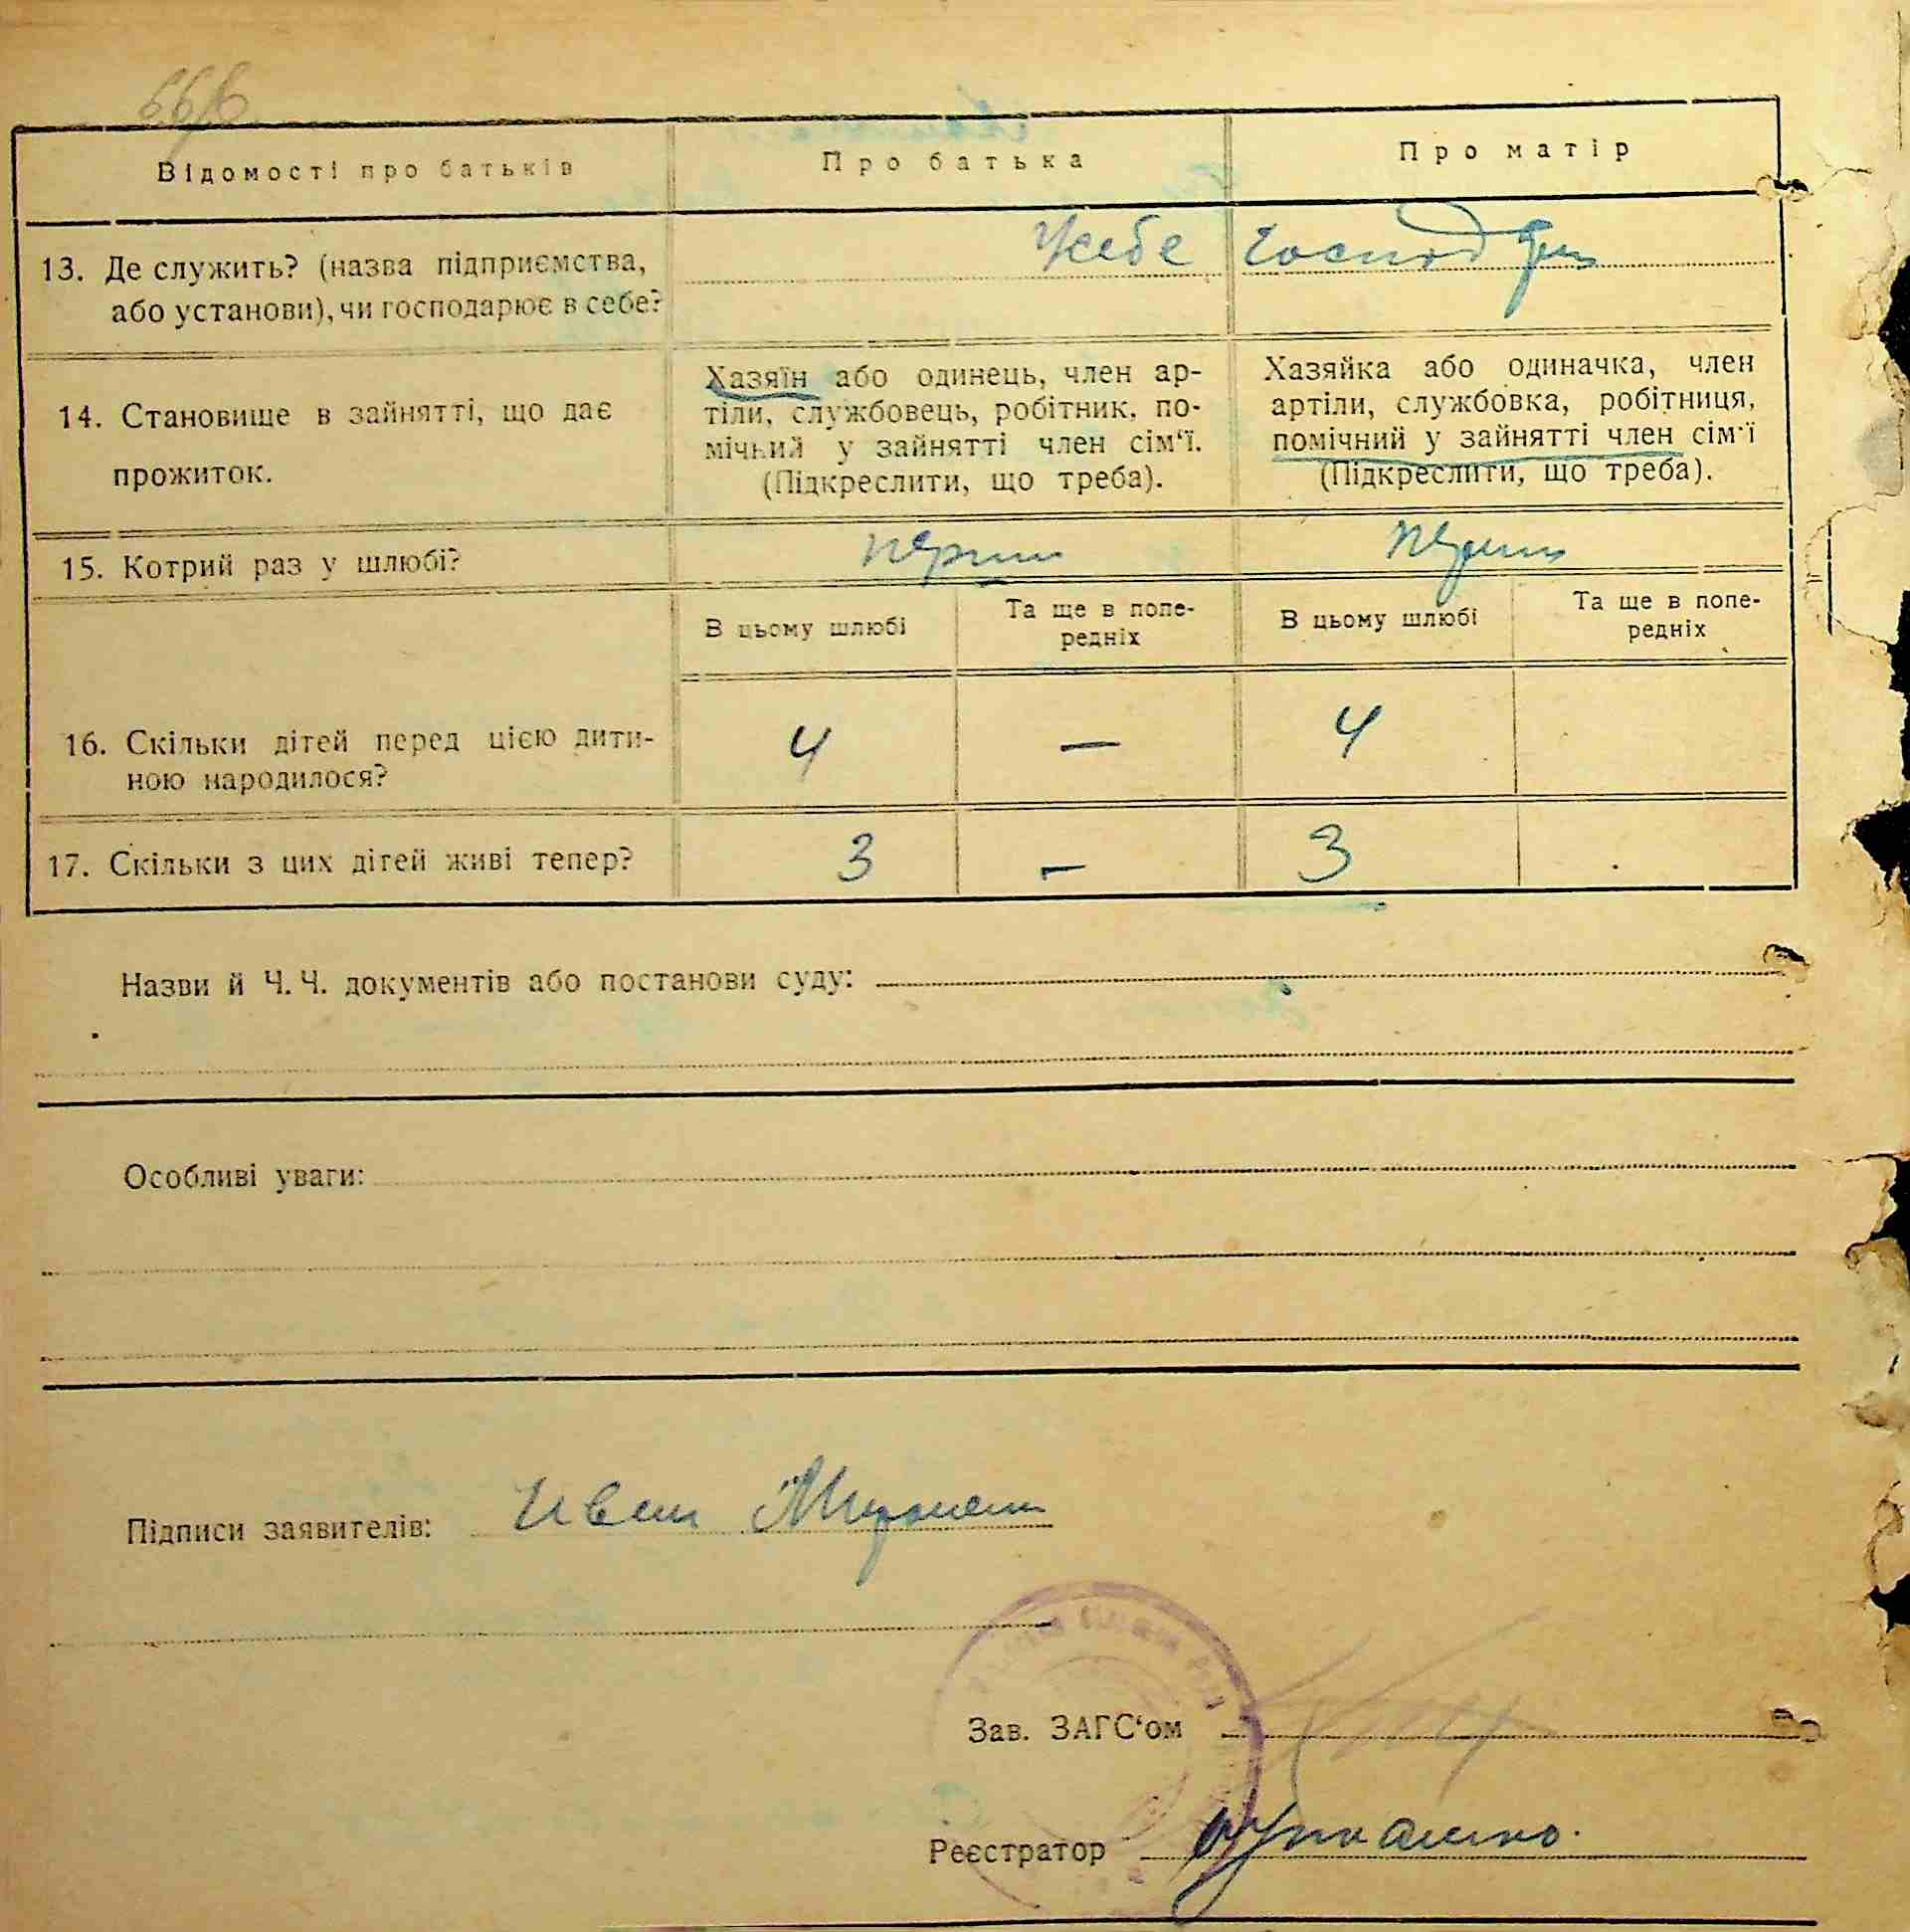 Відомості про батьків
Про батька
Про матір
13. Де служить? (назва підприємства,
або установи), чи господарює в себе?
14. Становище в зайнятті, що дає
прожиток.
Хазяїн або одинець, член ар-
тіли, службовець, робітник, по-
мічний у зайнятті член сім‘ї.
(Підкреслити, що треба).
Хазяйка або одиначка, член
артіли, службовка, робітниця,
помічний у зайнятті член сім‘ї
(Підкреслити, що треба).
15. Котрий раз у шлюбі?
В цьому шлюбі
Та ще в попе-
редніх
В цьому шлюбі
Та ще в попе-
редніх
16. Скільки дітей перед цією дити-
ною народилося?
4 — 4
17. Скільки з цих дітей живі тепер? 3 — 3
Назви й Ч. Ч. документів або постанови суду:
Особливі уваги:
Підписи заявителів:
Зав. ЗАГС‘ом
Реєстратор